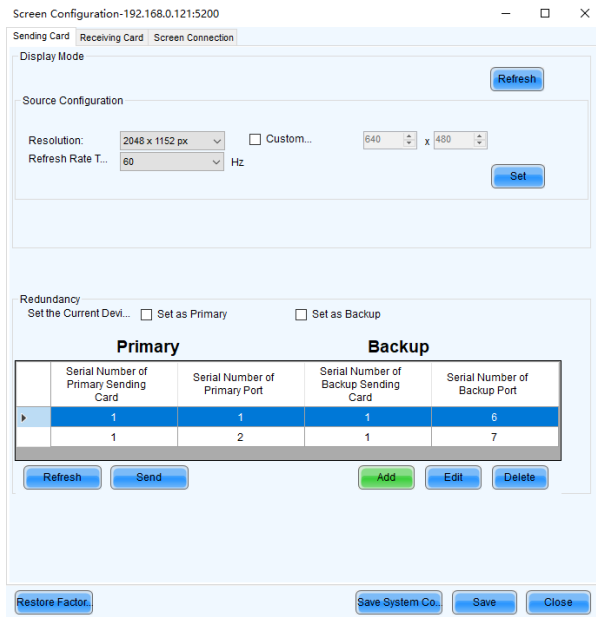 Screen Configuration-192.168.0.121:5200
Sending Card Receiving Card Screen Connection
Display Mode
Refresh
Source Configuration
Resolution: 2048 x 1152 px Custom... 640 x 480
Refresh Rate T... 60 Hz
Set
Redundancy
Set the Current Devi... Set as Primary Set as Backup
Primary Backup
Serial Number of Primary Sending Card Serial Number of Primary Port Serial Number of Backup Sending Card Serial Number of Backup Port
1 1 1 6
1 2 1 7
Refresh Send Add Edit Delete
Restore Factor... Save System Co... Save Close